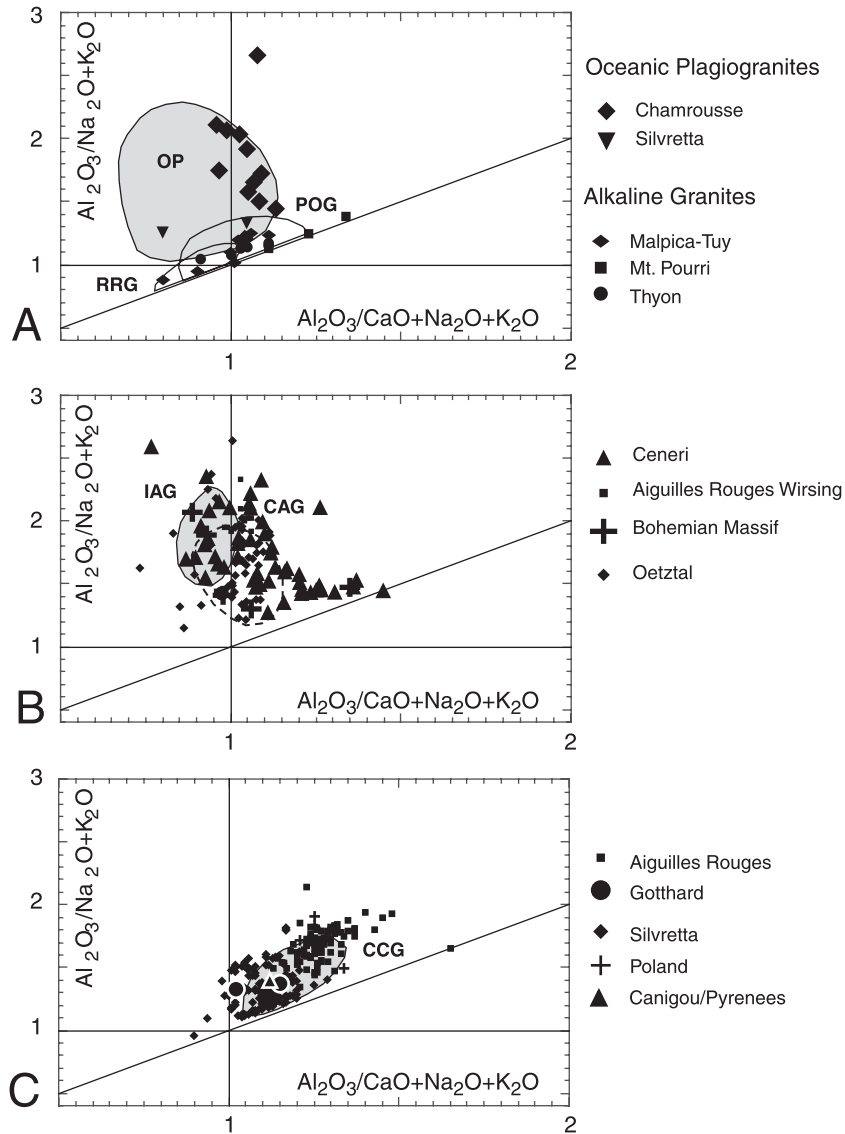 3
Al2O3/Na2O+K2O
2
OP
POG
1
RRG
A
Al2O3/CaO+Na2O+K2O
1
2
Oceanic Plagiogranites
Chamrousse
Silvretta
Alkaline Granites
Malpica-Tuy
Mt. Pourri
Thyon
3
Al2O3/Na2O+K2O
IAG
CAG
2
1
B
Al2O3/CaO+Na2O+K2O
1
2
Ceneri
Aiguilles Rouges Wirsing
Bohemian Massif
Oetztal
3
Al2O3/Na2O+K2O
2
CCG
1
C
Al2O3/CaO+Na2O+K2O
1
2
Aiguilles Rouges
Gotthard
Silvretta
Poland
Canigou/Pyrenees